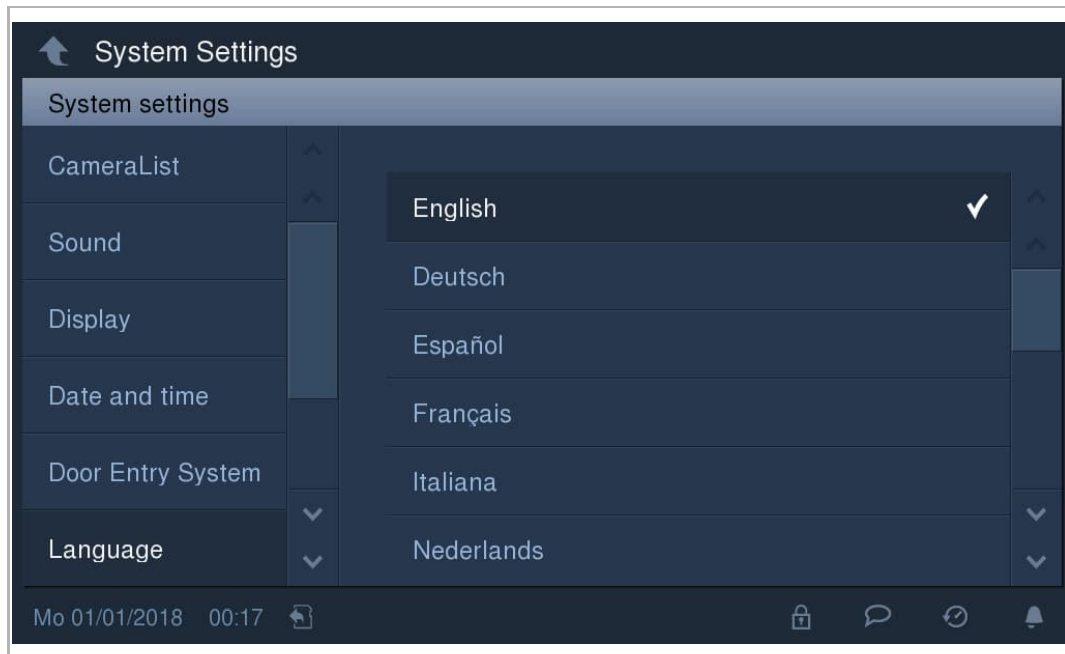 System Settings
System settings
CameraList
Sound
Display
Date and time
Door Entry System
Language
English
Deutsch
Español
Français
Italiana
Nederlands
Mo 01/01/2018 00:17